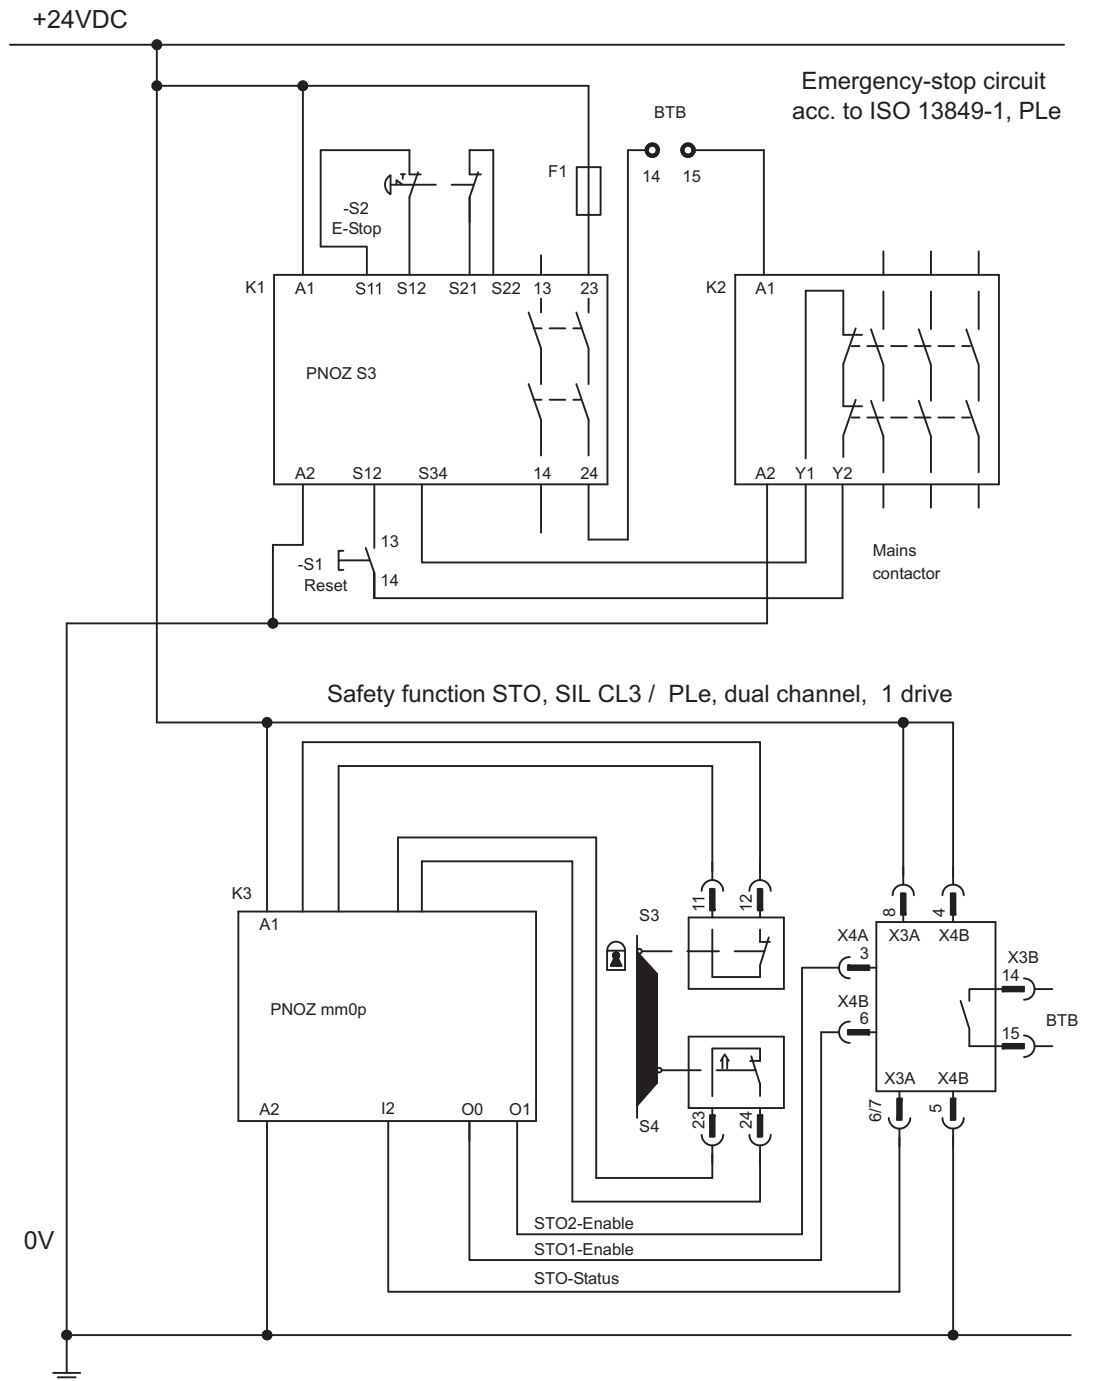 +24VDC
Emergency-stop circuit
acc. to ISO 13849-1, PLe
BTB
F1
14 15
-S2
E-Stop
K1 A1 S11 S12 S21 S22 13 23
K2 A1
PNOZ S3
A2 S12 S34 14 24
A2 Y1 Y2
13
-S1
Reset
14
Mains
contactor
Safety function STO, SIL CL3 / PLe, dual channel, 1 drive
K3
A1
11 12
8 4
S3
X4A
3
X3A X4B
X3B
14
PNOZ mm0p
X4B
6
BTB
15
A2 I2 O0 O1
X3A X4B
S4
23 24
6/7 5
STO2-Enable
STO1-Enable
STO-Status
0V